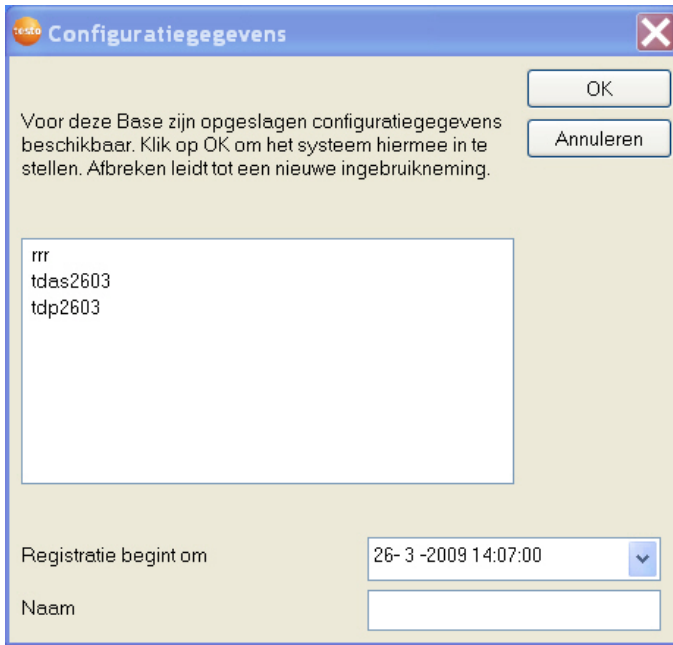 testo Configuratiegegevens
OK
Voor deze Base zijn opgeslagen configuratiegegevens
beschikbaar. Klik op OK om het systeem hiermee in te
stellen. Afbreken leidt tot een nieuwe ingebruikneming.
Annuleren
rrr
tdas2603
tdp2603
Registratie begint om
26- 3 -2009 14:07:00
Naam